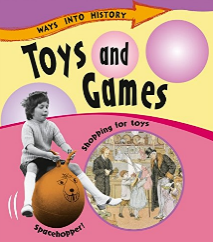 WAYS INTO HISTORY
Toys and
Games
Shopping for toys
Spacehopper!